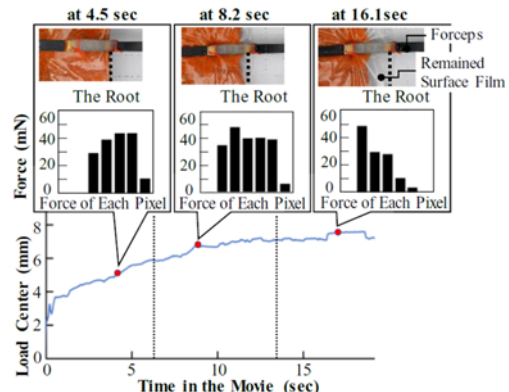 at 4.5 sec
at 8.2 sec
at 16.1sec
Forceps
Remained
Surface Film
The Root
The Root
The Root
Force (mN)
60
40
20
0
60
40
20
0
60
40
20
0
Force of Each Pixel
Force of Each Pixel
Force of Each Pixel
Load Center (mm)
8
6
4
2
0
0
5
10
15
Time in the Movie (sec)